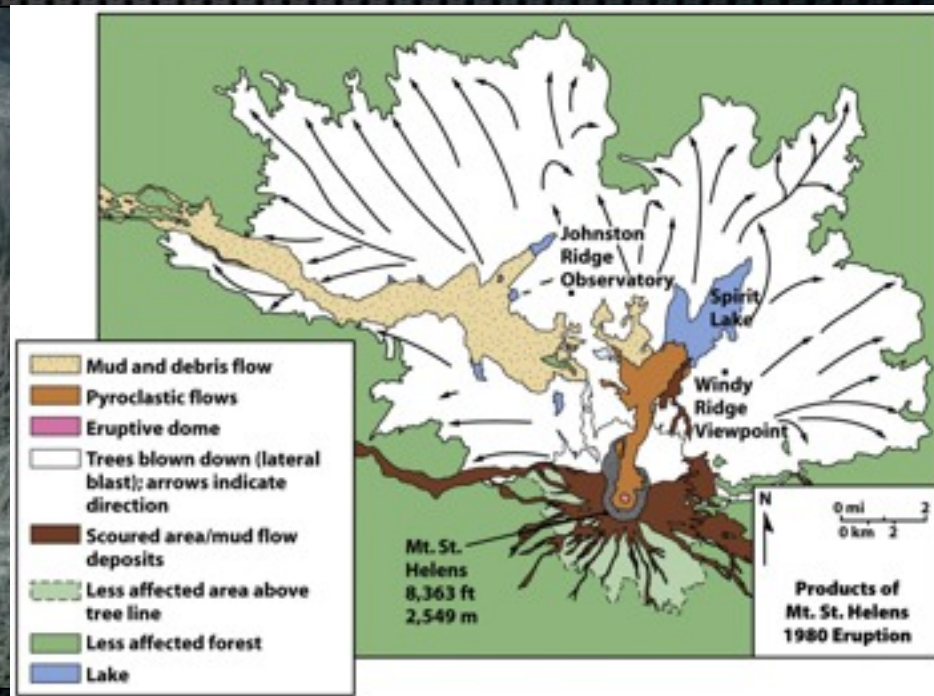 Johnston
Ridge
Observatory
Spirit
Lake
Windy
Ridge
Viewpoint
Mt. St.
Helens
8,363 ft
2,549 m
Mud and debris flow
Pyroclastic flows
Eruptive dome
Trees blown down (lateral
blast); arrows indicate
direction
Scoured area/mud flow
deposits
Less affected area above
tree line
Less affected forest
Lake
N
0 mi 2
0 km 2
Products of
Mt. St. Helens
1980 Eruption